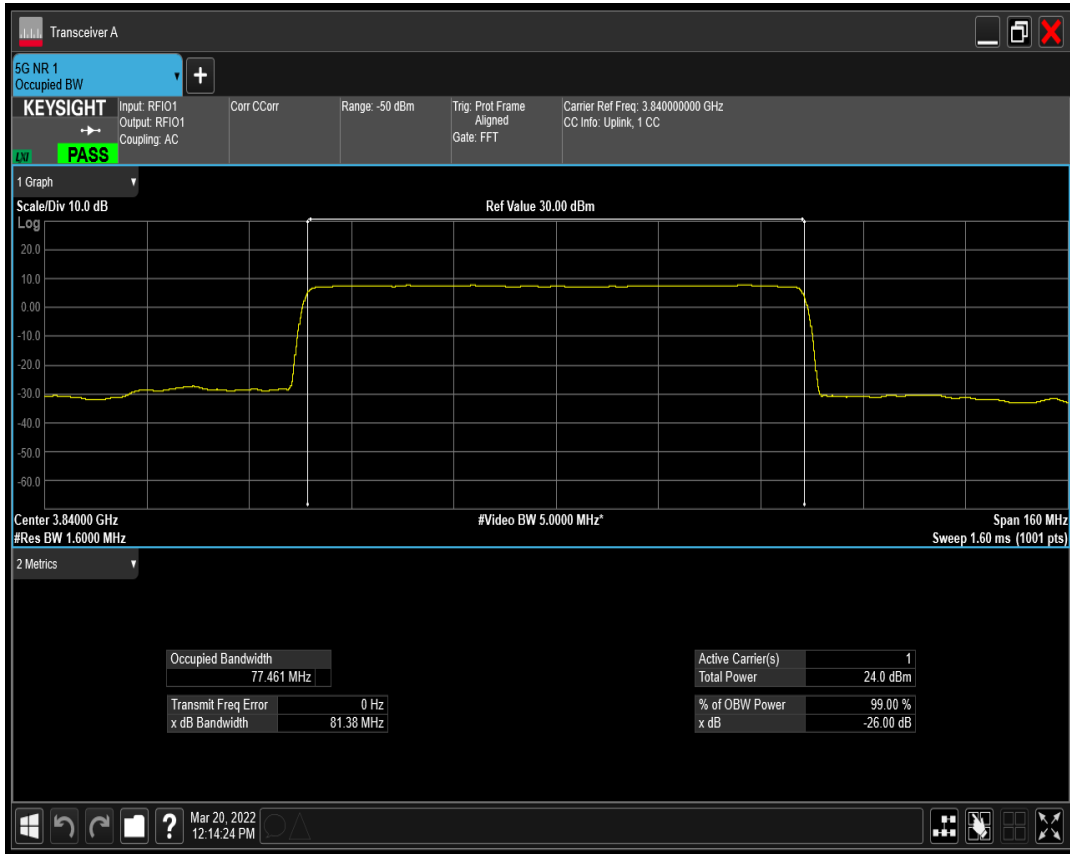 Transceiver A
5G NR 1
Occupied BW
+
KEYSIGHT
LXI PASS
Input: RFIO1
Output: RFIO1
Coupling: AC
Corr CCorr
Range: -50 dBm
Trig: Prot Frame
Aligned
Gate: FFT
Carrier Ref Freq: 3.840000000 GHz
CC Info: Uplink, 1 CC
1 Graph
Scale/Div 10.0 dB
Ref Value 30.00 dBm
Log
20.0
10.0
0.00
-10.0
-20.0
-30.0
-40.0
-50.0
-60.0
Center 3.84000 GHz
#Video BW 5.0000 MHz*
Span 160 MHz
#Res BW 1.6000 MHz
Sweep 1.60 ms (1001 pts)
2 Metrics
Occupied Bandwidth
77.461 MHz
Transmit Freq Error 0 Hz
x dB Bandwidth 81.38 MHz
Active Carrier(s) 1
Total Power 24.0 dBm
% of OBW Power 99.00 %
x dB -26.00 dB
?
Mar 20, 2022
12:14:24 PM